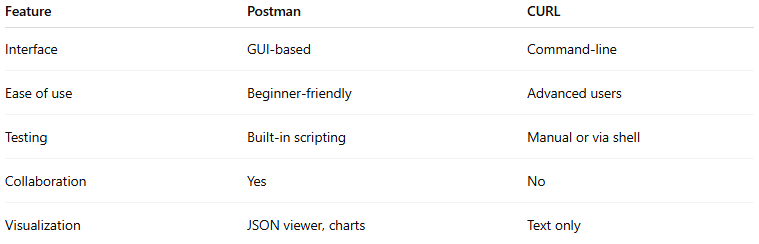 Feature Postman CURL
Interface GUI-based Command-line
Ease of use Beginner-friendly Advanced users
Testing Built-in scripting Manual or via shell
Collaboration Yes No
Visualization JSON viewer, charts Text only